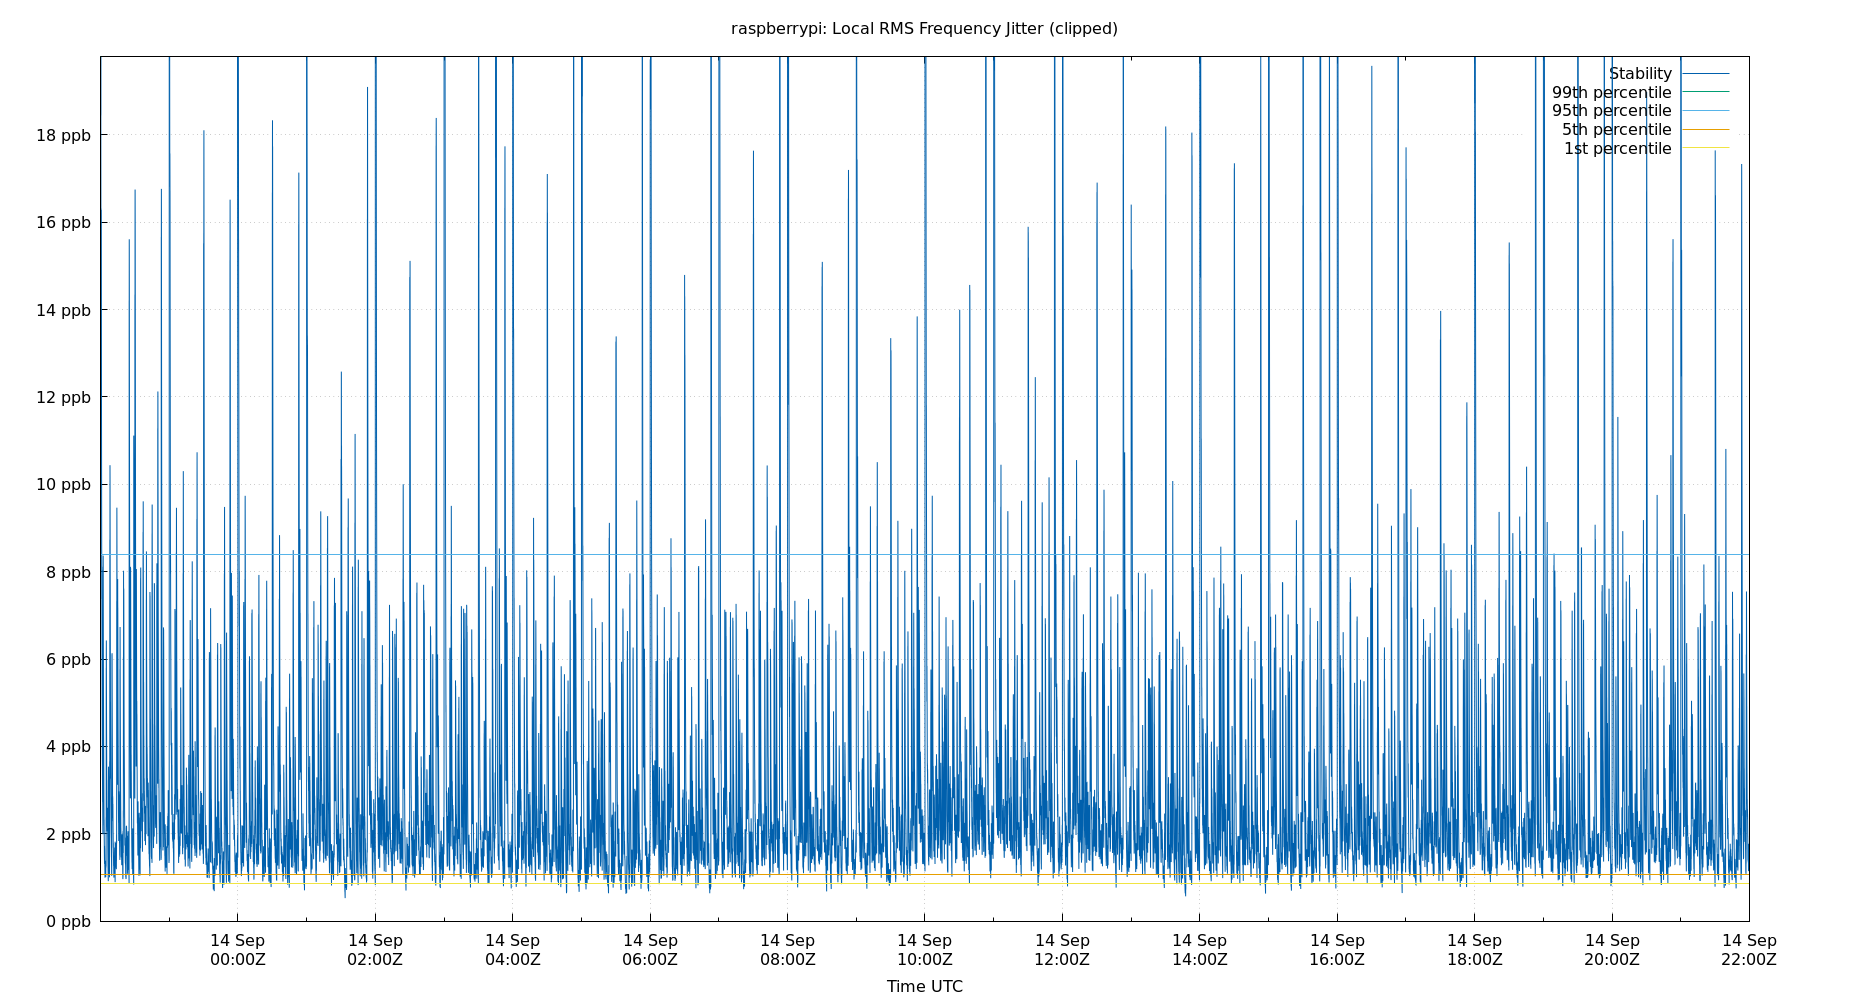 raspberrypi: Local RMS Frequency Jitter (clipped)
Stability
99th percentile
95th percentile
5th percentile
1st percentile
18 ppb
16 ppb
14 ppb
12 ppb
10 ppb
8 ppb
6 ppb
4 ppb
2 ppb
0 ppb
14 Sep 14 Sep 14 Sep 14 Sep 14 Sep 14 Sep 14 Sep 14 Sep 14 Sep 14 Sep 14 Sep 14 Sep
00:00Z 02:00Z 04:00Z 06:00Z 08:00Z 10:00Z 12:00Z 14:00Z 16:00Z 18:00Z 20:00Z 22:00Z
Time UTC